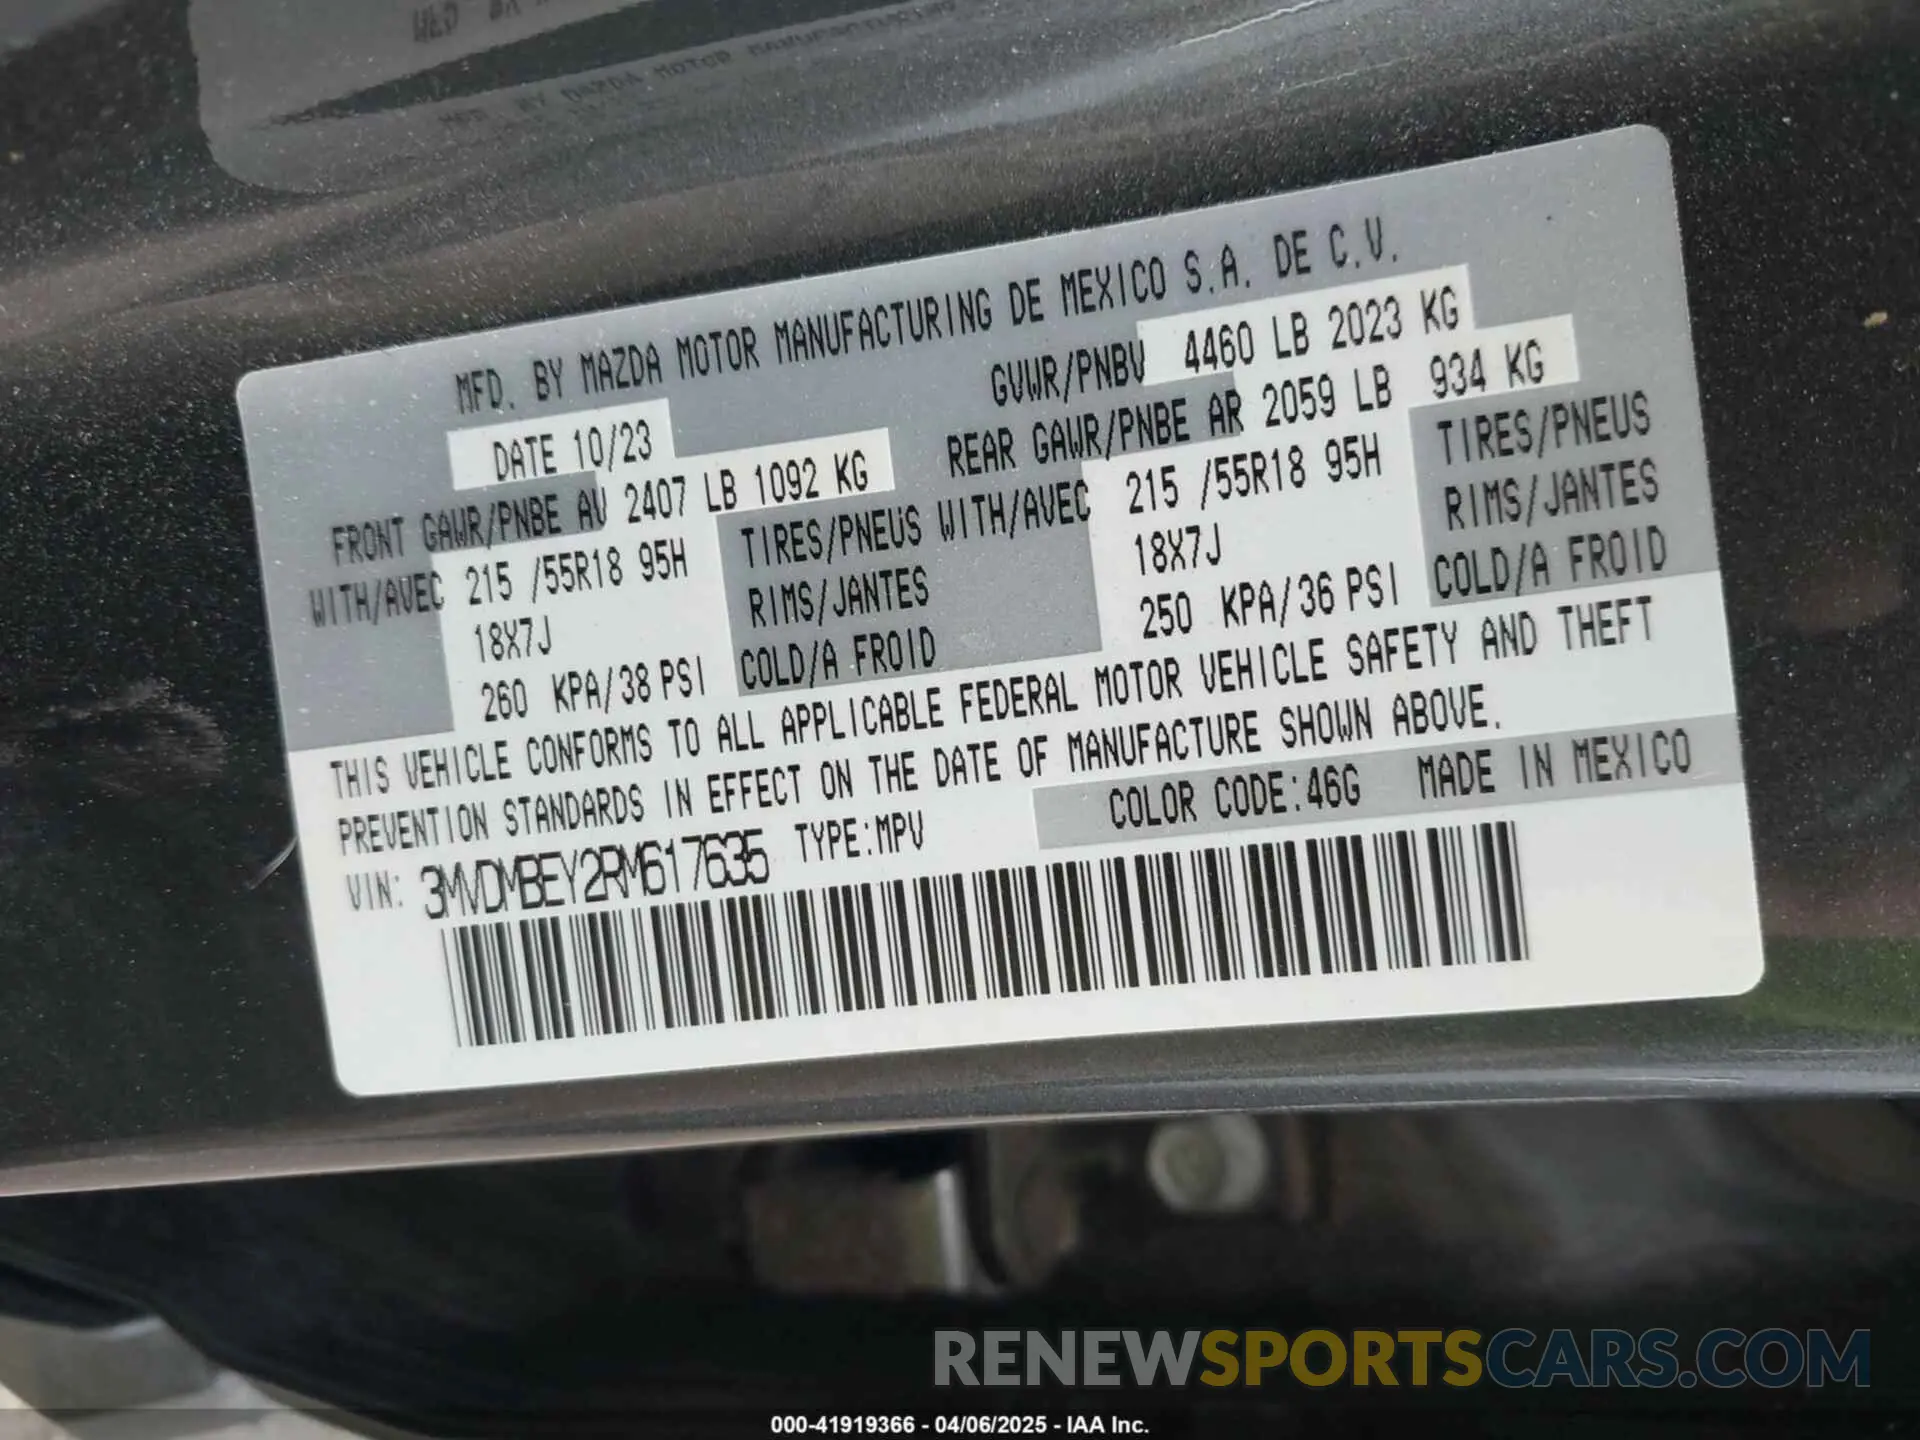 MFD. BY MAZDA MOTOR MANUFACTURING DE MEXICO S.A. DE C.V.
DATE 10/23 GVWR/PNBV 4460 LB 2023 KG
FRONT GAWR/PNBE AV 2407 LB 1092 KG REAR GAWR/PNBE AR 2059 LB 934 KG
WITH/AVEC 215 /55R18 95H TIRES/PNEUS WITH/AVEC 215 /55R18 95H TIRES/PNEUS
18X7J RIMS/JANTES 18X7J RIMS/JANTES
260 KPA/38 PSI COLD/A FROID 250 KPA/36 PSI COLD/A FROID
THIS VEHICLE CONFORMS TO ALL APPLICABLE FEDERAL MOTOR VEHICLE SAFETY AND THEFT
PREVENTION STANDARDS IN EFFECT ON THE DATE OF MANUFACTURE SHOWN ABOVE.
VIN: 3MVDMBEY2RM617635 TYPE:MPV COLOR CODE:46G MADE IN MEXICO
RENEWSPORTSCARS.COM
000-41919366 - 04/06/2025 - IAA Inc.